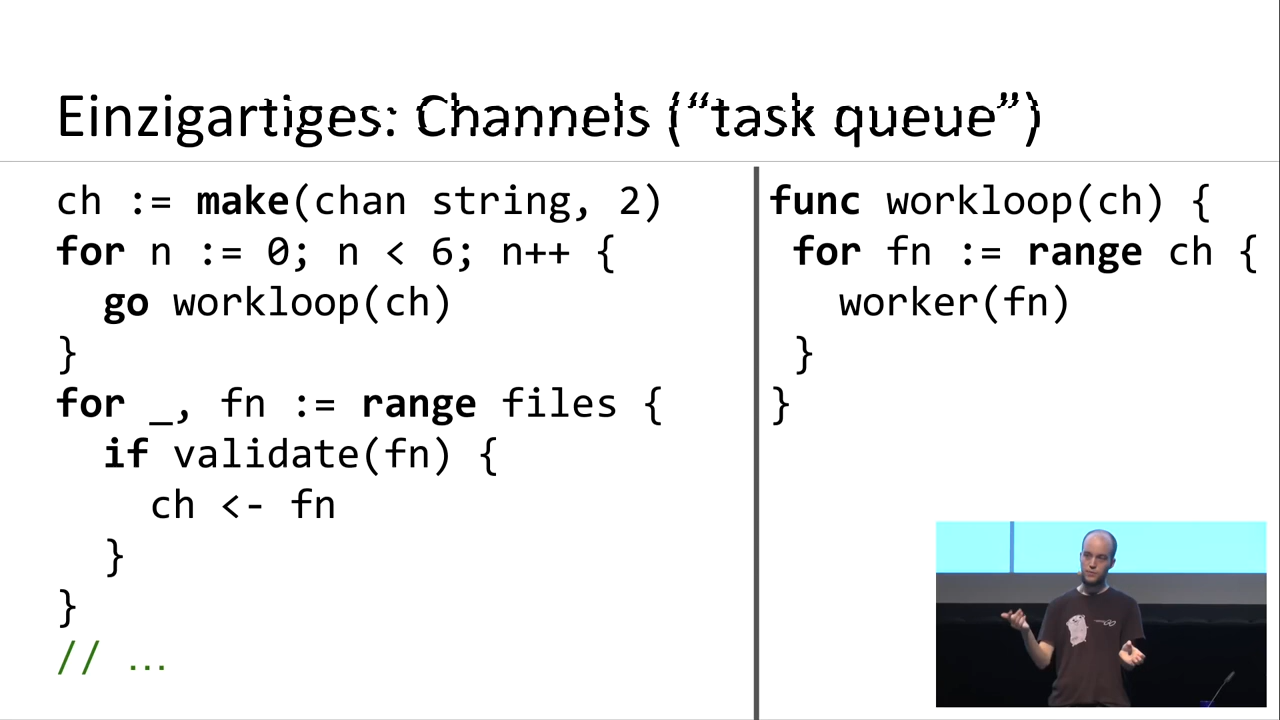 Einzigartiges: Channels (“task queue”)
ch := make(chan string, 2)
for n := 0; n < 6; n++ {
  go workloop(ch)
}
for _, fn := range files {
  if validate(fn) {
    ch <- fn
  }
}
// …
func workloop(ch) {
 for fn := range ch {
   worker(fn)
 }
}